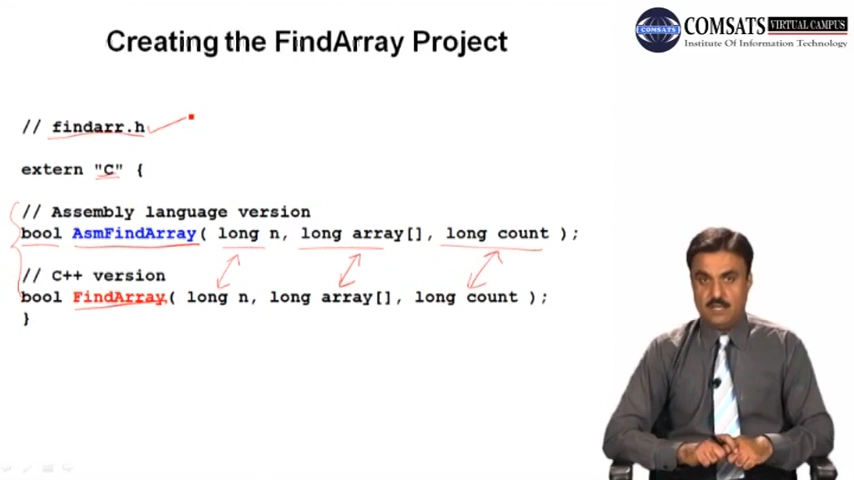 Creating the FindArray Project
COMSATS
COMSATS VIRTUAL CAMPUS
Institute Of Information Technology
// findarr.h
extern "C" {
// Assembly language version
bool AsmFindArray( long n, long array[], long count );
// C++ version
bool FindArray( long n, long array[], long count );
}